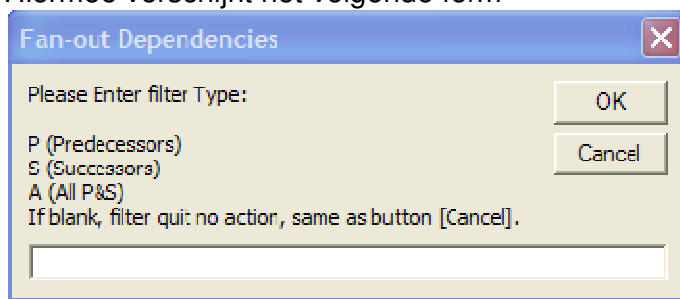 Hiermee verschijnt het volgende form
Fan-out Dependencies
Please Enter filter Type:
OK
P (Predecessors)
Cancel
S (Successors)
A (All P&S)
If blank, filter quit no action, same as button [Cancel].